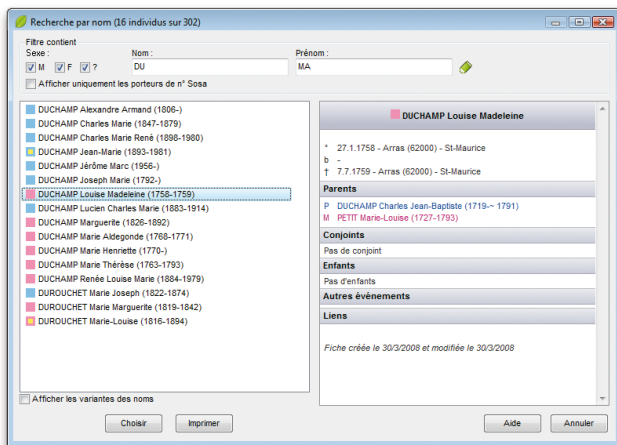 Recherche par nom (16 individus sur 302)
Filtre contient
Sexe : Nom : Prénom :
M F ? DU MA
Afficher uniquement les porteurs de n° Sosa
DUCHAMP Alexandre Armand (1806-)
DUCHAMP Charles Marie (1847-1879)
DUCHAMP Charles Marie René (1898-1980)
DUCHAMP Jean-Marie (1893-1981)
DUCHAMP Jérôme Marc (1956-)
DUCHAMP Joseph Marie (1792-)
DUCHAMP Louise Madeleine (1758-1759)
DUCHAMP Lucien Charles Marie (1883-1914)
DUCHAMP Marguerite (1826-1892)
DUCHAMP Marie Aldegonde (1768-1771)
DUCHAMP Marie Henriette (1770-)
DUCHAMP Marie Thérèse (1763-1793)
DUCHAMP Renée Louise Marie (1884-1979)
DUROUCHET Marie Joseph (1822-1874)
DUROUCHET Marie Marguerite (1819-1842)
DUROUCHET Marie-Louise (1816-1894)
Afficher les variantes des noms
DUCHAMP Louise Madeleine
* 27.1.1758 - Arras (62000) - St-Maurice
b -
† 7.7.1759 - Arras (62000) - St-Maurice
Parents
P DUCHAMP Charles Jean-Baptiste (1719-~ 1791)
M PETIT Marie-Louise (1727-1793)
Conjoints
Pas de conjoint
Enfants
Pas d'enfants
Autres événements
Liens
Fiche créée le 30/3/2008 et modifiée le 30/3/2008
Choisir Imprimer Aide Annuler